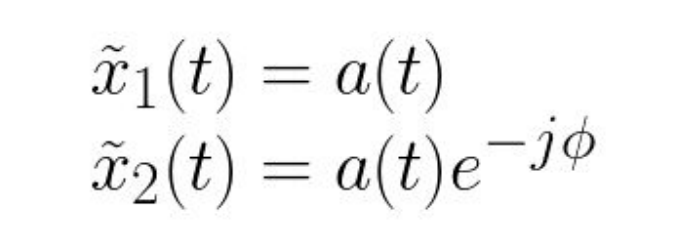 x̃₁(t) = a(t)
x̃₂(t) = a(t)e^{-jϕ}